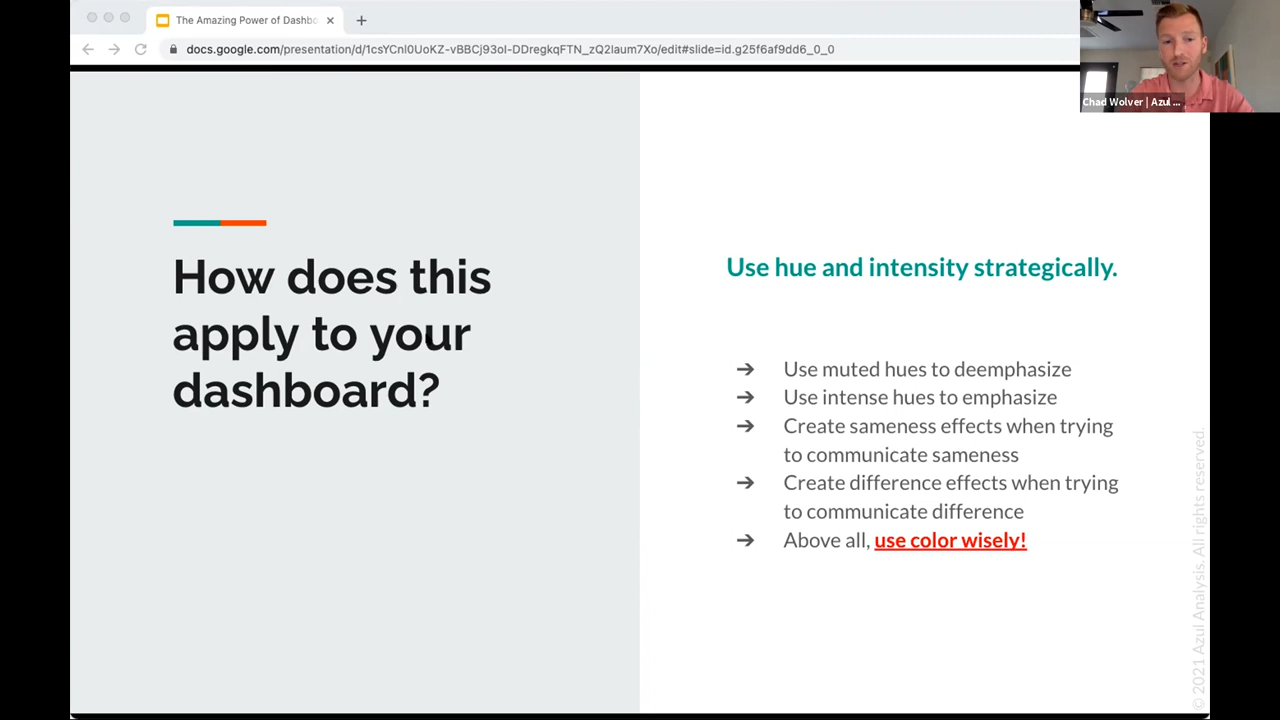 The Amazing Power of Dashbo
docs.google.com/presentation/d/1csYCnl0UoKZ-vBBCj93oI-DDregkqFTN_zQ2laum7Xo/edit#slide=id.g25f6af9dd6_0_0
Chad Wolver | Azul ...
How does this
apply to your
dashboard?
Use hue and intensity strategically.
➔ Use muted hues to deemphasize
➔ Use intense hues to emphasize
➔ Create sameness effects when trying
to communicate sameness
➔ Create difference effects when trying
to communicate difference
➔ Above all, use color wisely!
© 2021 Azul Analysis. All rights reserved.